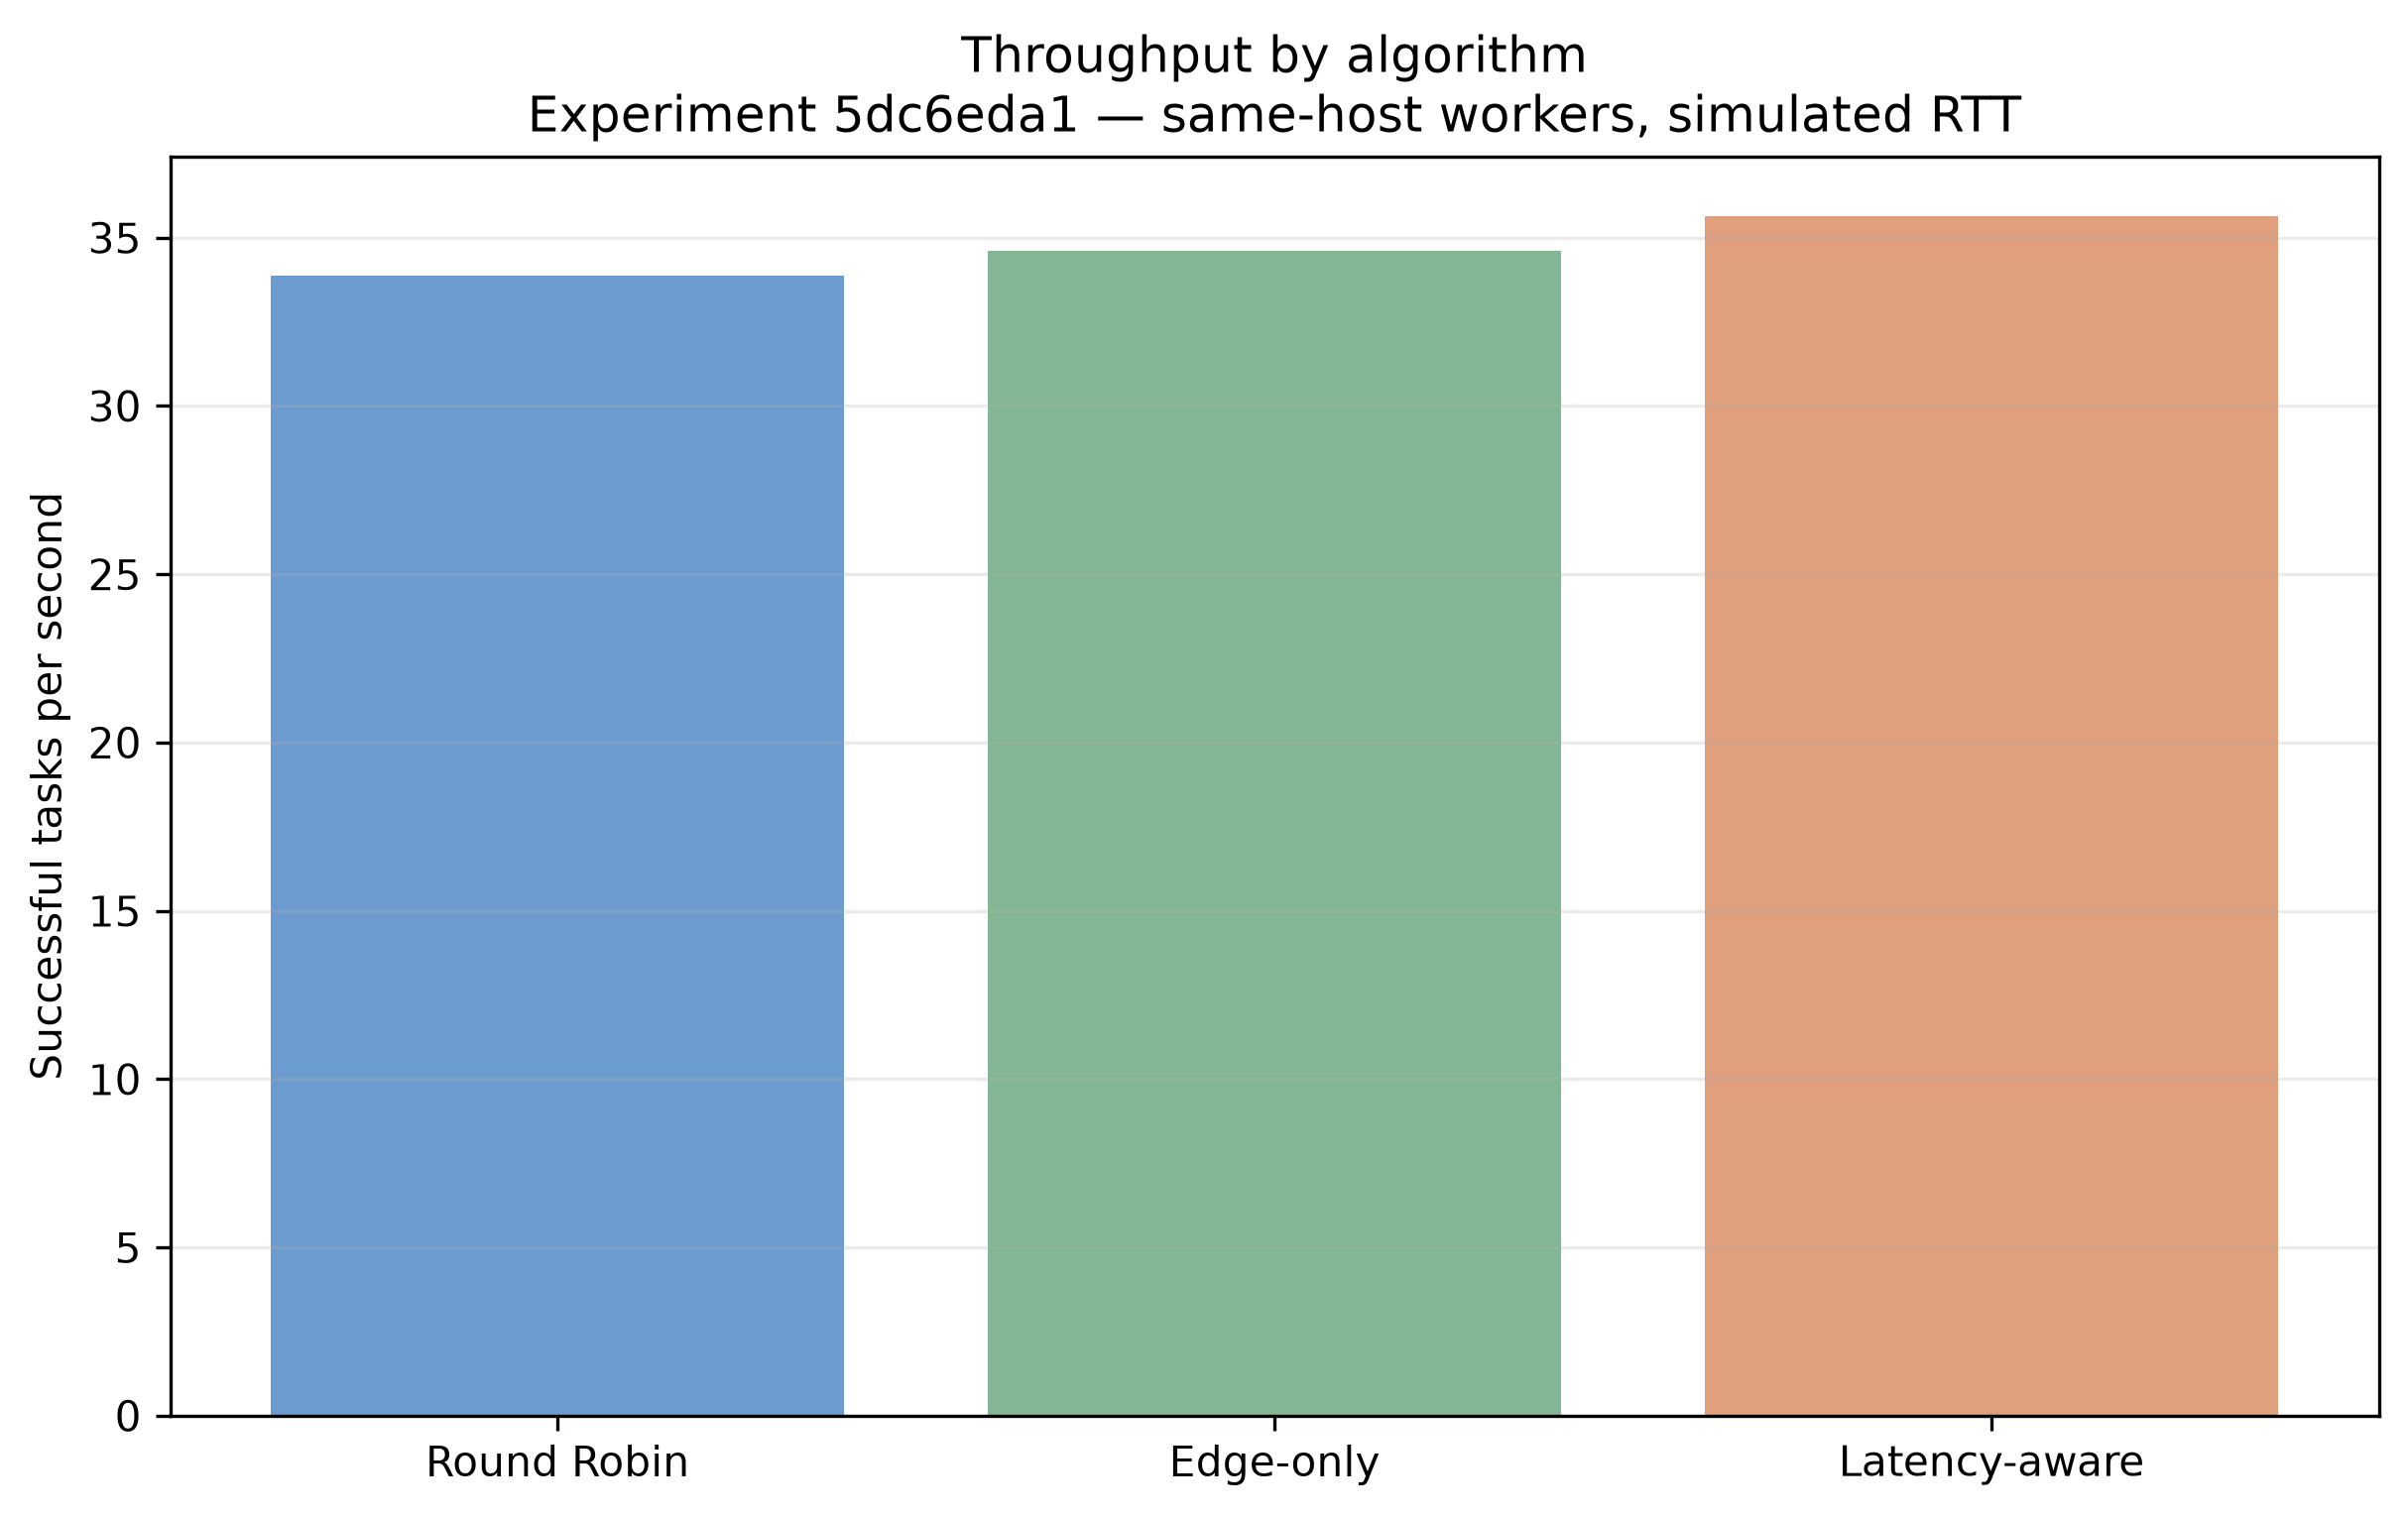 Throughput by algorithm
Experiment 5dc6eda1 — same-host workers, simulated RTT
Successful tasks per second
35
30
25
20
15
10
5
0
Round Robin
Edge-only
Latency-aware